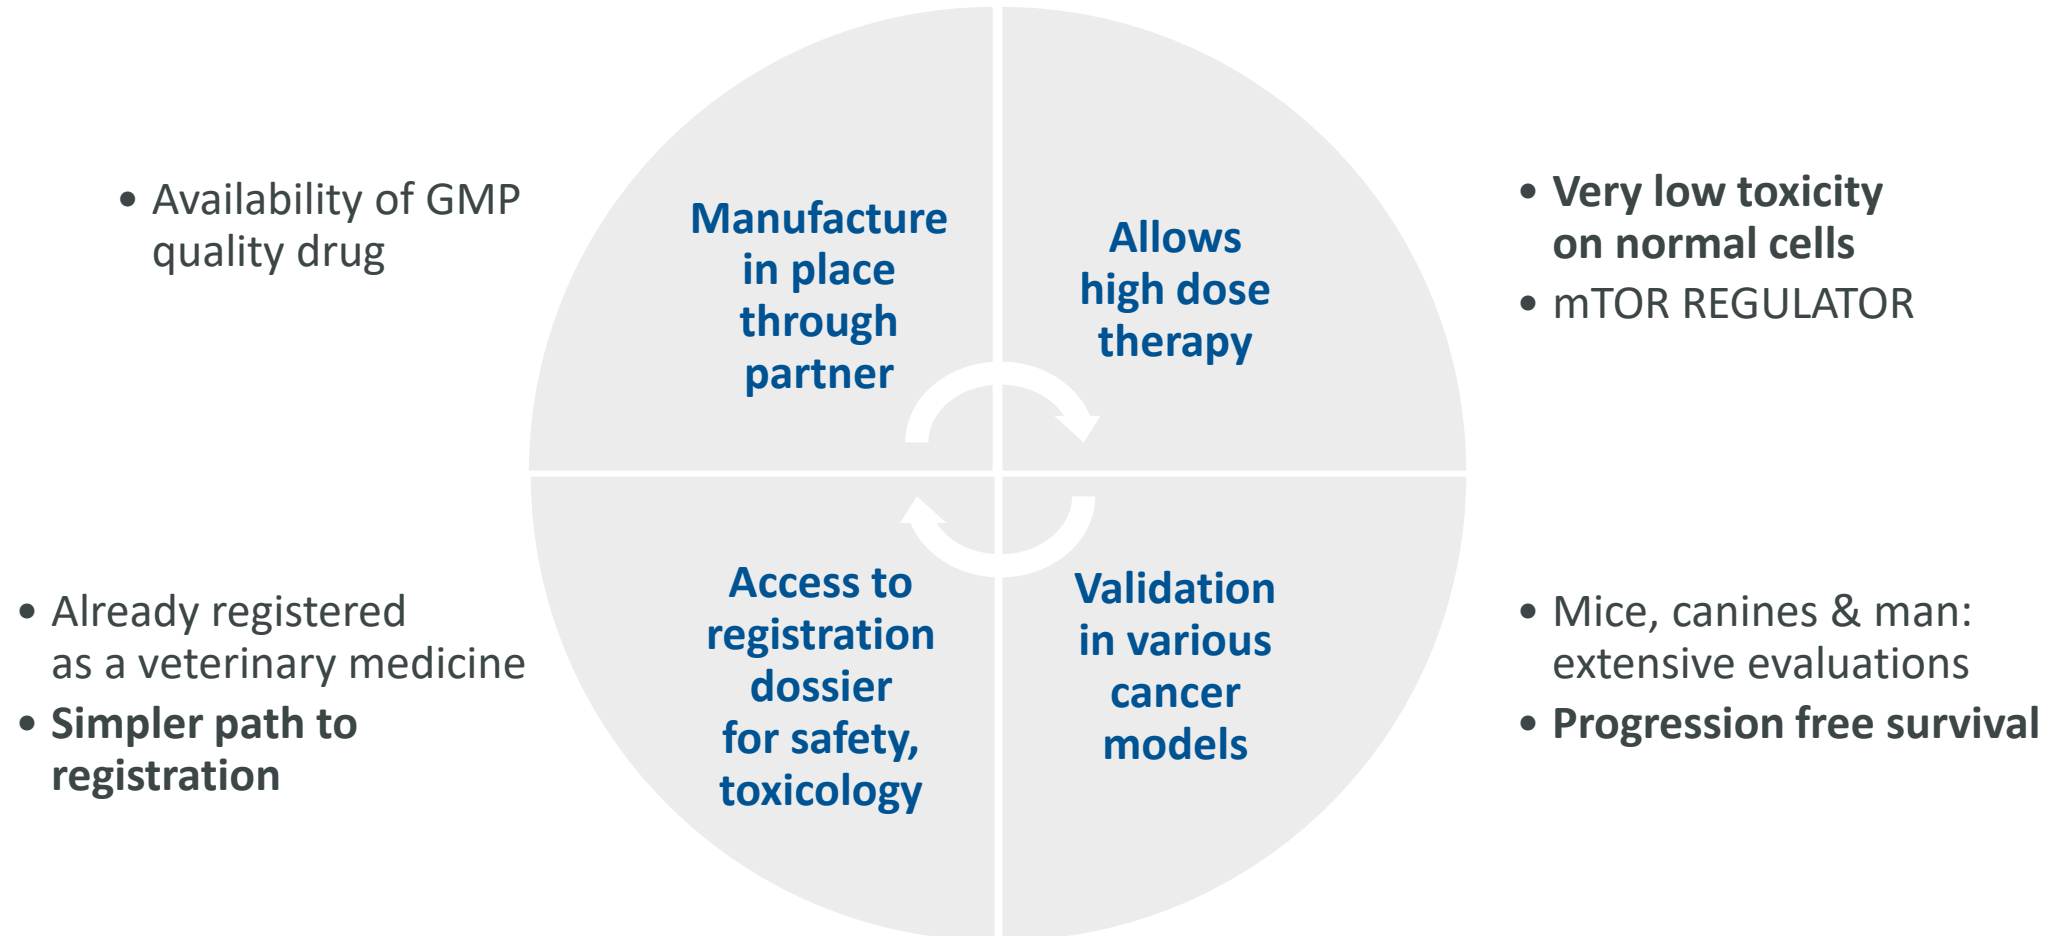 • Availability of GMP
quality drug
Manufacture
in place
through
partner
Allows
high dose
therapy
• Very low toxicity
on normal cells
• mTOR REGULATOR
• Already registered
as a veterinary medicine
• Simpler path to
registration
Access to
registration
dossier
for safety,
toxicology
Validation
in various
cancer
models
• Mice, canines & man:
extensive evaluations
• Progression free survival